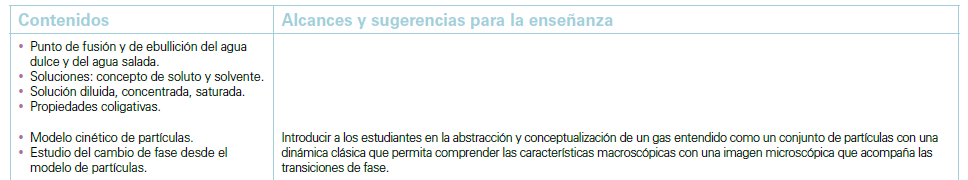 Contenidos
Alcances y sugerencias para la enseñanza
• Punto de fusión y de ebullición del agua
dulce y del agua salada.
• Soluciones: concepto de soluto y solvente.
• Solución diluida, concentrada, saturada.
• Propiedades coligativas.
• Modelo cinético de partículas.
• Estudio del cambio de fase desde el
modelo de partículas.
Introducir a los estudiantes en la abstracción y conceptualización de un gas entendido como un conjunto de partículas con una
dinámica clásica que permita comprender las características macroscópicas con una imagen microscópica que acompaña las
transiciones de fase.